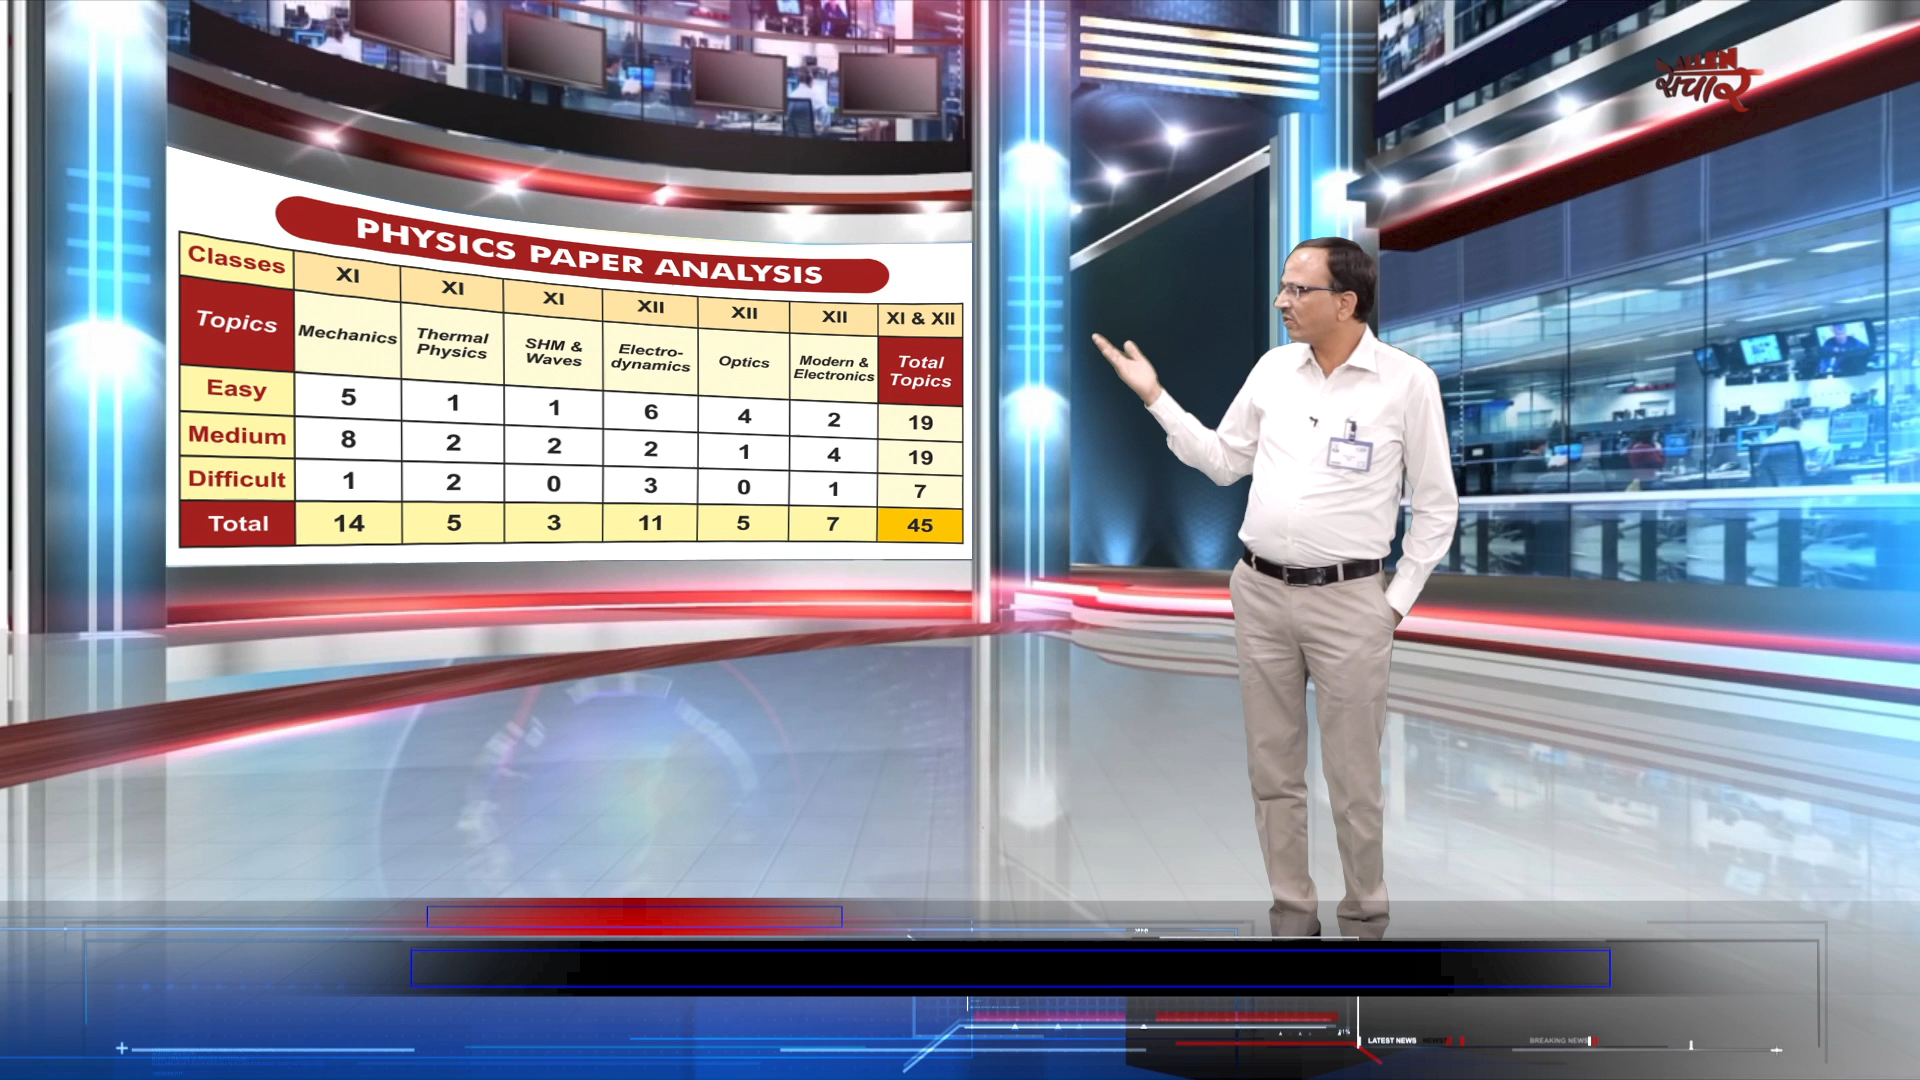 ALLEN
संचार
PHYSICS PAPER ANALYSIS
Classes XI XI XI XII XII XII XI & XII
Topics Mechanics Thermal Physics SHM & Waves Electro-dynamics Optics Modern & Electronics Total Topics
Easy 5 1 1 6 4 2 19
Medium 8 2 2 2 1 4 19
Difficult 1 2 0 3 0 1 7
Total 14 5 3 11 5 7 45
LATEST NEWS NEWS
BREAKING NEWS